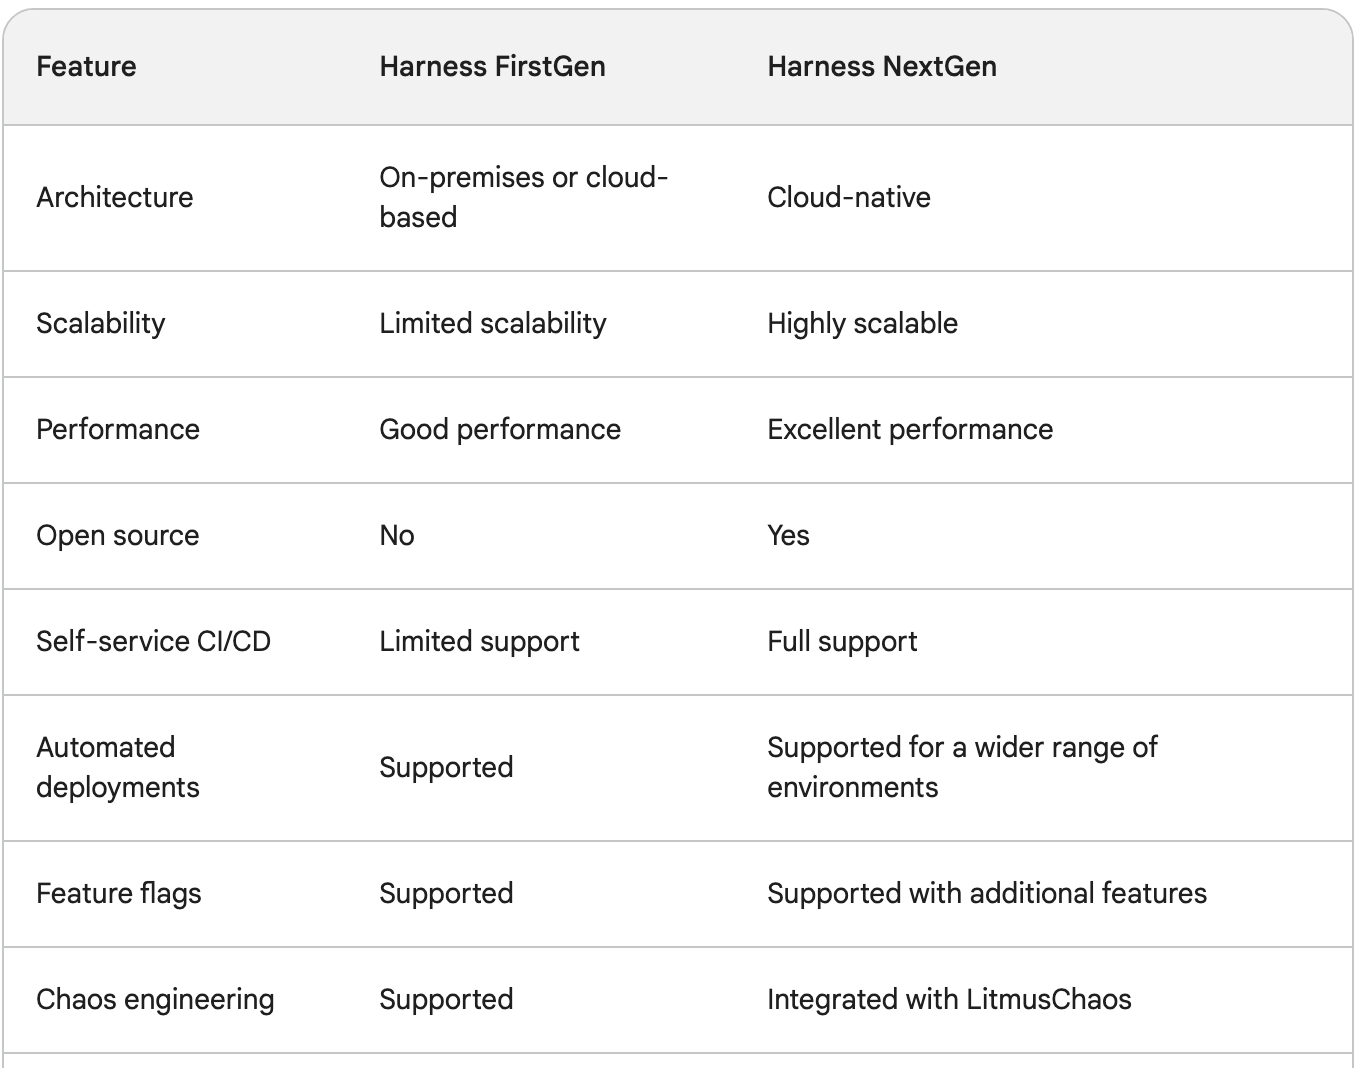 Feature Harness FirstGen Harness NextGen
Architecture On-premises or cloud-
based Cloud-native
Scalability Limited scalability Highly scalable
Performance Good performance Excellent performance
Open source No Yes
Self-service CI/CD Limited support Full support
Automated
deployments Supported Supported for a wider range of
environments
Feature flags Supported Supported with additional features
Chaos engineering Supported Integrated with LitmusChaos